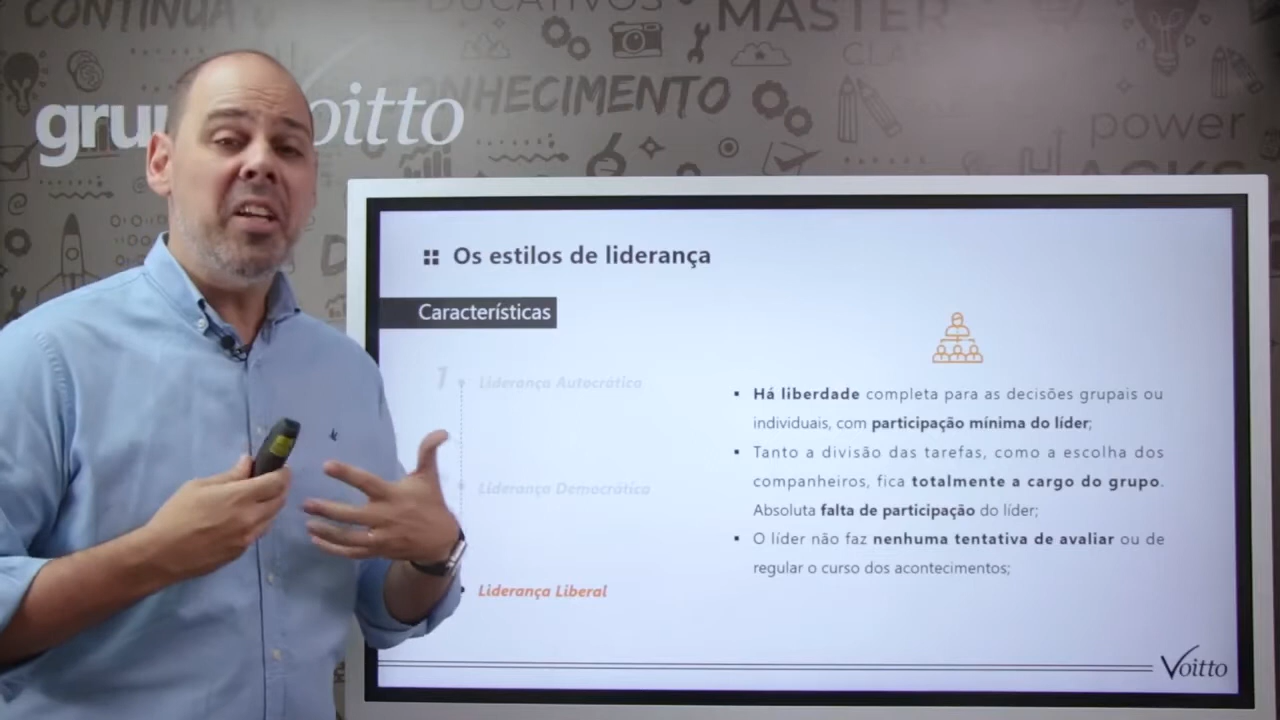 CONTINUA
EDUCATIVOS
MASTER
CLA
CONHECIMENTO
power
HACKS
grupo Voitto
Os estilos de liderança
Características
1 Liderança Autocrática
Liderança Democrática
Liderança Liberal
▪ Há liberdade completa para as decisões grupais ou
individuais, com participação mínima do líder;
▪ Tanto a divisão das tarefas, como a escolha dos
companheiros, fica totalmente a cargo do grupo.
Absoluta falta de participação do líder;
▪ O líder não faz nenhuma tentativa de avaliar ou de
regular o curso dos acontecimentos;
Voitto